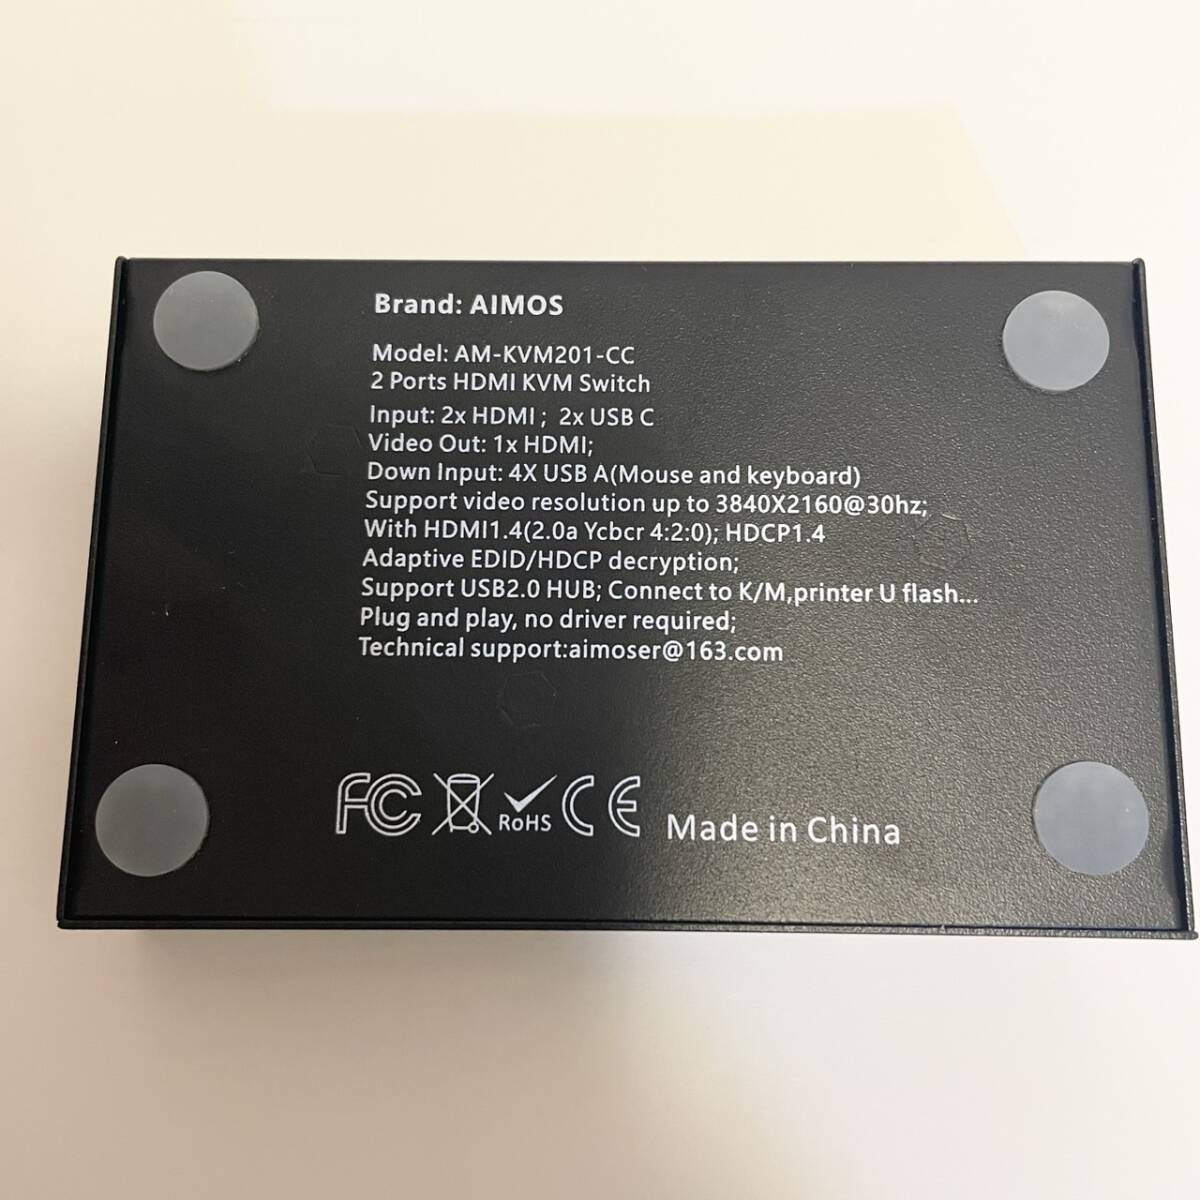 Brand: AIMOS
Model: AM-KVM201-CC
2 Ports HDMI KVM Switch
Input: 2x HDMI ; 2x USB C
Video Out: 1x HDMI;
Down Input: 4X USB A(Mouse and keyboard)
Support video resolution up to 3840X2160@30hz;
With HDMI1.4(2.0a Ycbcr 4:2:0); HDCP1.4
Adaptive EDID/HDCP decryption;
Support USB2.0 HUB; Connect to K/M,printer U flash...
Plug and play, no driver required;
Technical support:aimoser@163.com
FC RoHS CE Made in China